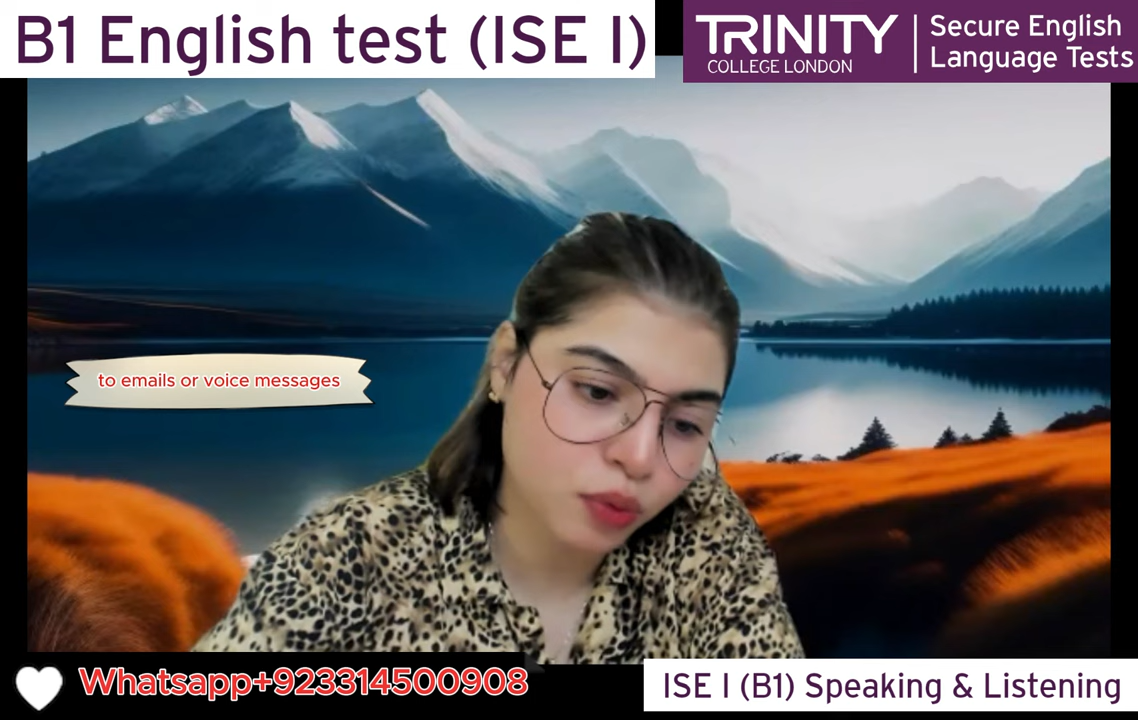 B1 English test (ISE I)
TRINITY
COLLEGE LONDON
Secure English
Language Tests
to emails or voice messages
Whatsapp+923314500908
ISE I (B1) Speaking & Listening